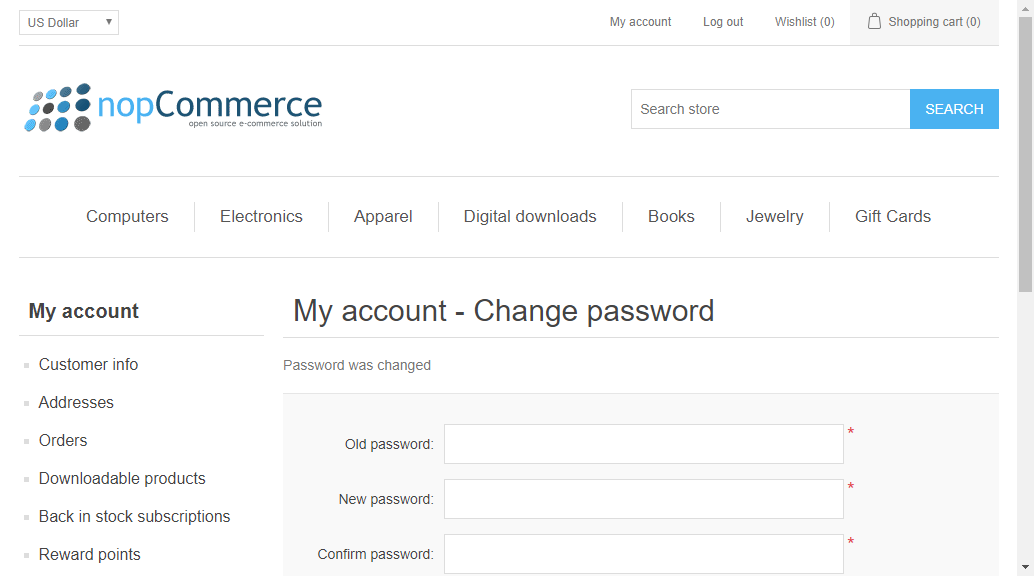 US Dollar
My account Log out Wishlist (0) Shopping cart (0)
nopCommerce
open source e-commerce solution
Search store
SEARCH
Computers Electronics Apparel Digital downloads Books Jewelry Gift Cards
My account
Customer info
Addresses
Orders
Downloadable products
Back in stock subscriptions
Reward points
My account - Change password
Password was changed
Old password: *
New password: *
Confirm password: *